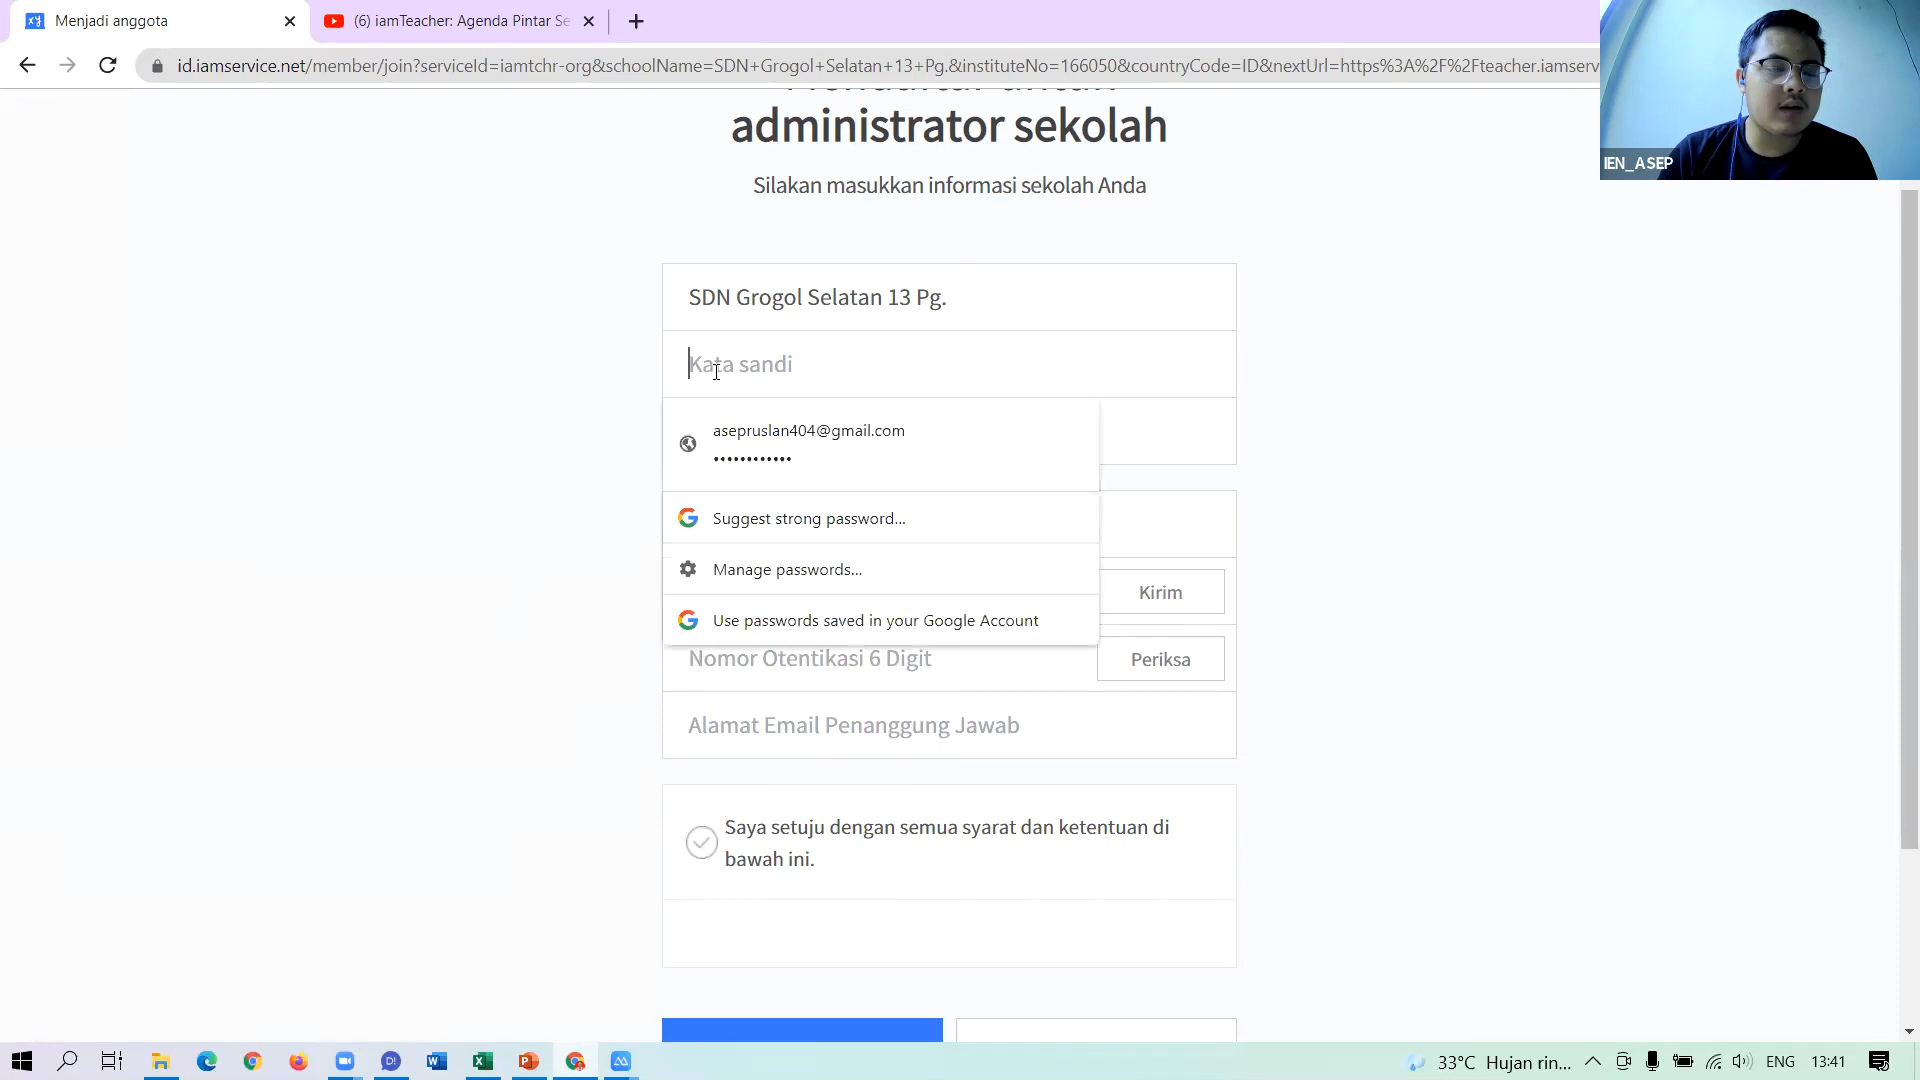 Menjadi anggota
(6) iamTeacher: Agenda Pintar Se
id.iamservice.net/member/join?serviceId=iamtchr-org&schoolName=SDN+Grogol+Selatan+13+Pg.&instituteNo=166050&countryCode=ID&nextUrl=https%3A%2F%2Fteacher.iamserv
IEN_ASEP
administrator sekolah
Silakan masukkan informasi sekolah Anda
SDN Grogol Selatan 13 Pg.
Kata sandi
asepruslan404@gmail.com
••••••••••••
Suggest strong password...
Manage passwords...
Use passwords saved in your Google Account
Kirim
Nomor Otentikasi 6 Digit
Periksa
Alamat Email Penanggung Jawab
Saya setuju dengan semua syarat dan ketentuan di
bawah ini.
33°C Hujan rin... ENG 13:41